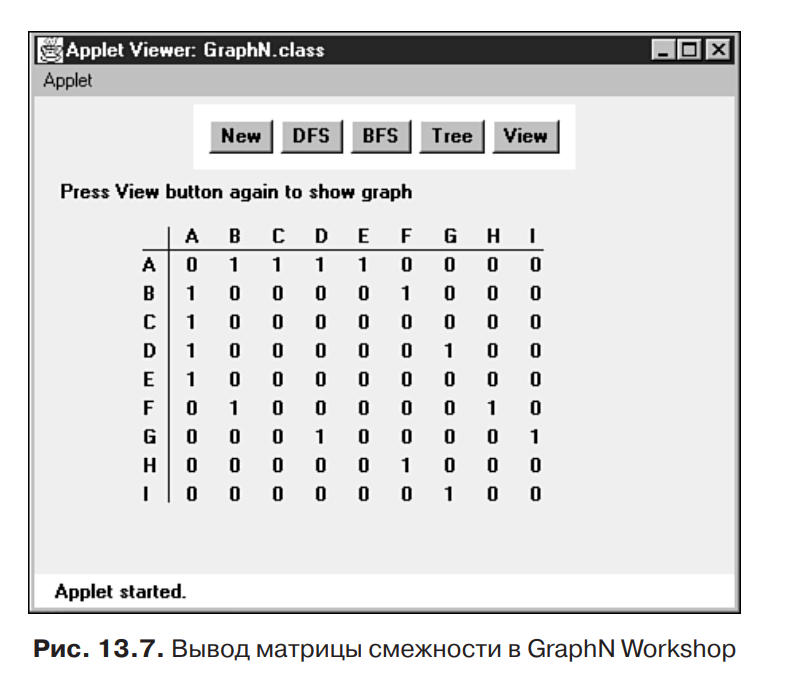 Applet Viewer: GraphN.class
Applet
New DFS BFS Tree View
Press View button again to show graph
A B C D E F G H I
A 0 1 1 1 1 0 0 0 0
B 1 0 0 0 0 1 0 0 0
C 1 0 0 0 0 0 0 0 0
D 1 0 0 0 0 0 1 0 0
E 1 0 0 0 0 0 0 0 0
F 0 1 0 0 0 0 0 1 0
G 0 0 0 1 0 0 0 0 1
H 0 0 0 0 0 1 0 0 0
I 0 0 0 0 0 0 1 0 0
Applet started.
Рис. 13.7. Вывод матрицы смежности в GraphN Workshop